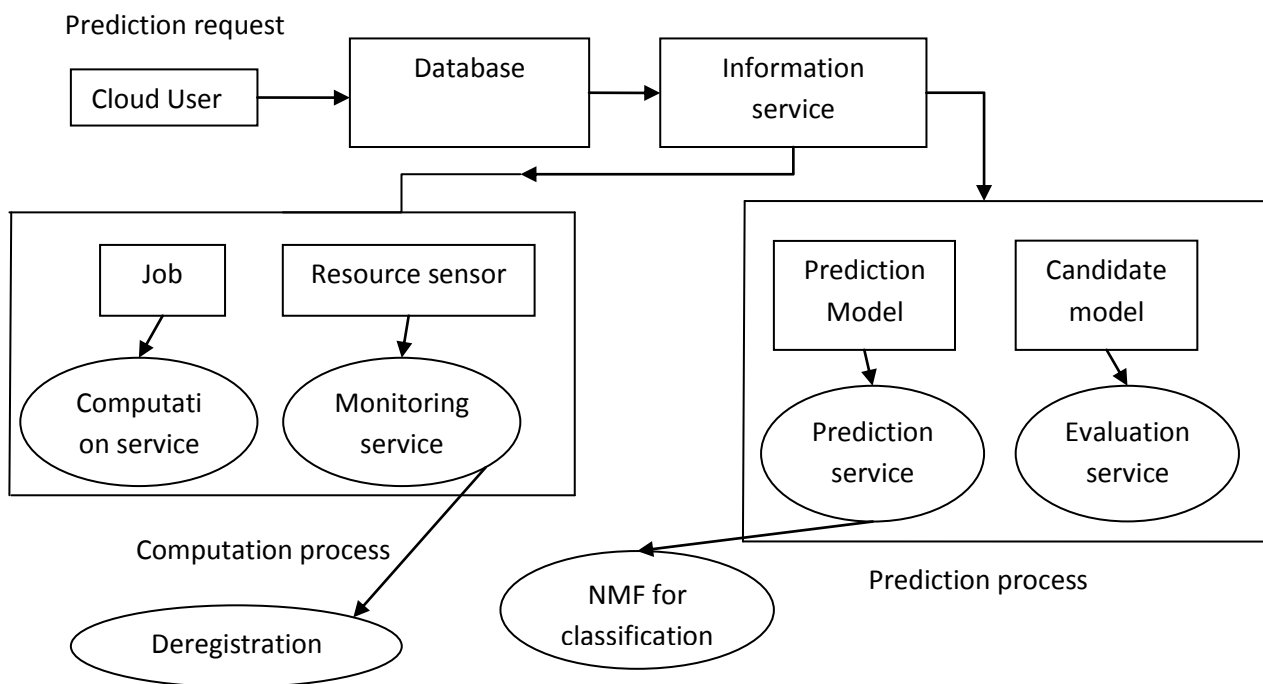 Prediction request
Cloud User
Database
Information
service
Job
Resource sensor
Computati
on service
Monitoring
service
Prediction
Model
Candidate
model
Prediction
service
Evaluation
service
Computation process
Prediction process
Deregistration
NMF for
classification